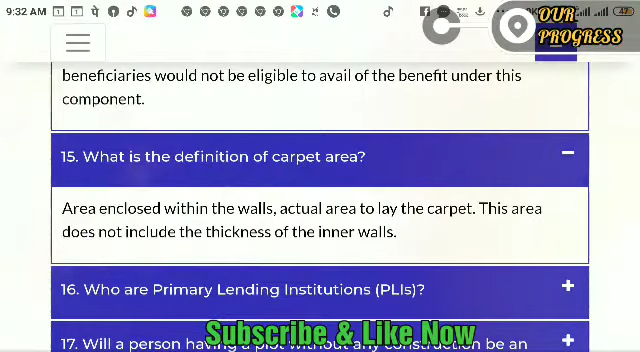 9:32 AM
OUR
PROGRESS
beneficiaries would not be eligible to avail of the benefit under this
component.
15. What is the definition of carpet area?
Area enclosed within the walls, actual area to lay the carpet. This area
does not include the thickness of the inner walls.
16. Who are Primary Lending Institutions (PLIs)?
Subscribe & Like Now
17. Will a person having a plot without any construction be an